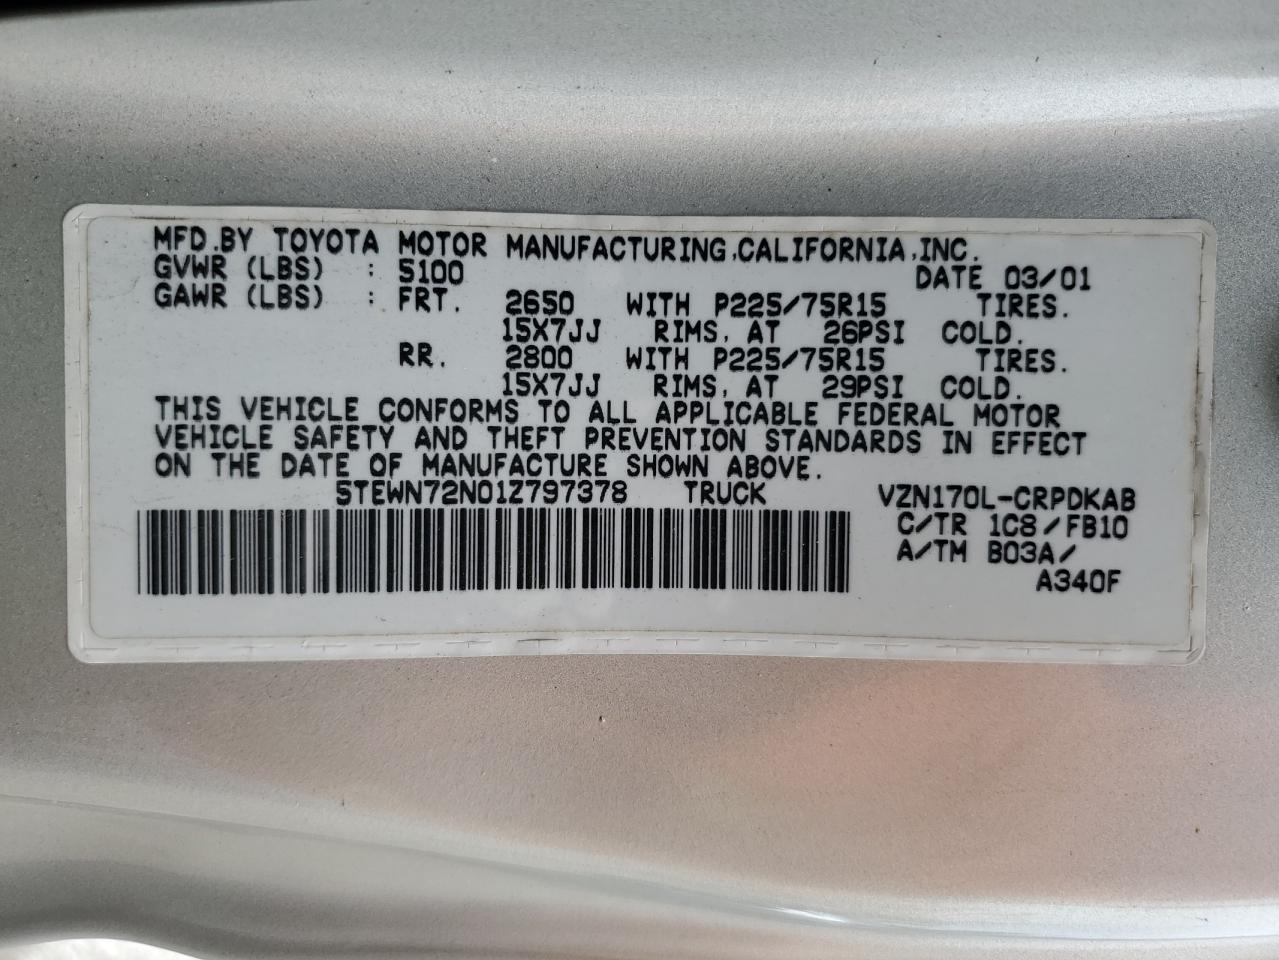 MFD.BY TOYOTA MOTOR MANUFACTURING,CALIFORNIA,INC.
GVWR (LBS) : 5100 DATE 03/01
GAWR (LBS) : FRT. 2650 WITH P225/75R15 TIRES.
15X7JJ RIMS, AT 26PSI COLD.
RR. 2800 WITH P225/75R15 TIRES.
15X7JJ RIMS, AT 29PSI COLD.
THIS VEHICLE CONFORMS TO ALL APPLICABLE FEDERAL MOTOR
VEHICLE SAFETY AND THEFT PREVENTION STANDARDS IN EFFECT
ON THE DATE OF MANUFACTURE SHOWN ABOVE.
5TEWN72N01Z797378 TRUCK VZN170L-CRPDKAB
C/TR 1C8/FB10
A/TM B03A/
A340F